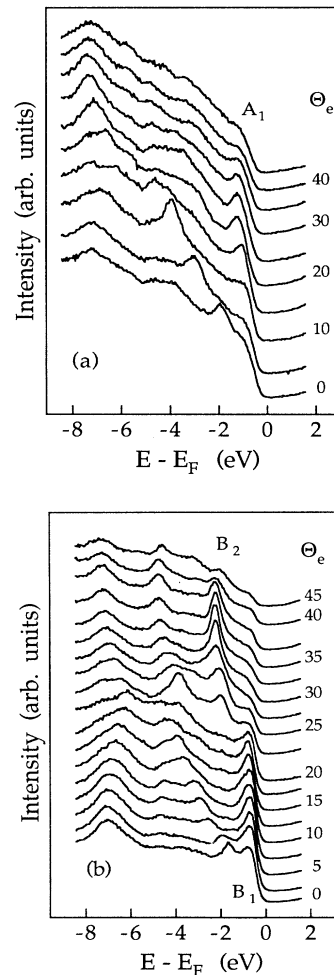 A₁
Θₑ
40
30
20
10
0
Intensity (arb. units)
(a)
-8 -6 -4 -2 0 2
E - E_F (eV)
B₂
Θₑ
45
40
35
30
25
20
15
10
5
0
Intensity (arb. units)
(b)
B₁
-8 -6 -4 -2 0 2
E - E_F (eV)